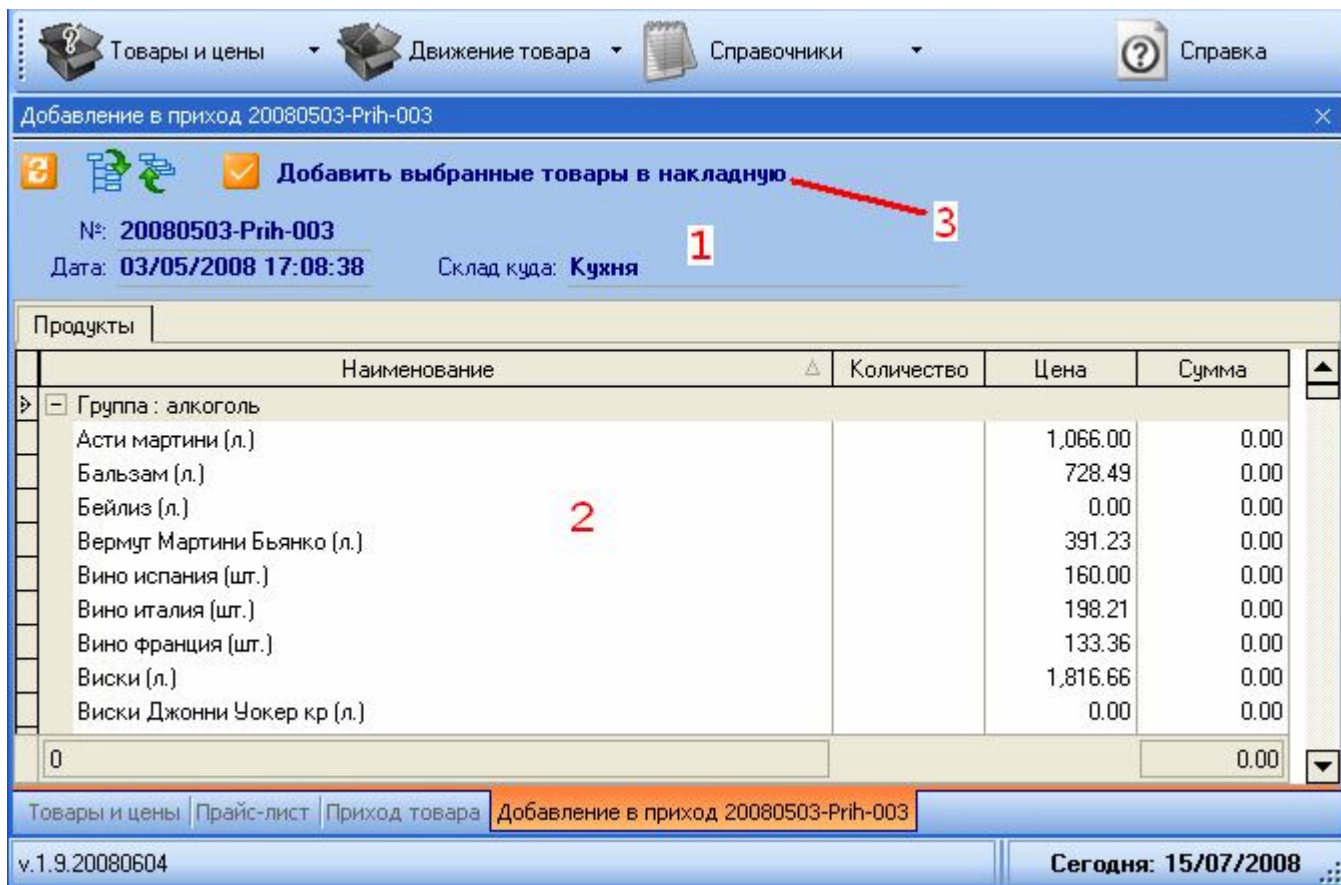 Товары и цены Движение товара Справочники Справка
Добавление в приход 20080503-Prih-003
Добавить выбранные товары в накладную
3
№: 20080503-Prih-003
1
Дата: 03/05/2008 17:08:38 Склад куда: Кухня
Продукты
Наименование Количество Цена Сумма
Группа : алкоголь
Асти мартини (л.) 1,066.00 0.00
Бальзам (л.) 728.49 0.00
Бейлиз (л.) 0.00 0.00
2
Вермут Мартини Бьянко (л.) 391.23 0.00
Вино испания (шт.) 160.00 0.00
Вино италия (шт.) 198.21 0.00
Вино франция (шт.) 133.36 0.00
Виски (л.) 1,816.66 0.00
Виски Джонни Уокер кр (л.) 0.00 0.00
0 0.00
Товары и цены Прайс-лист Приход товара Добавление в приход 20080503-Prih-003
v.1.9.20080604 Сегодня: 15/07/2008